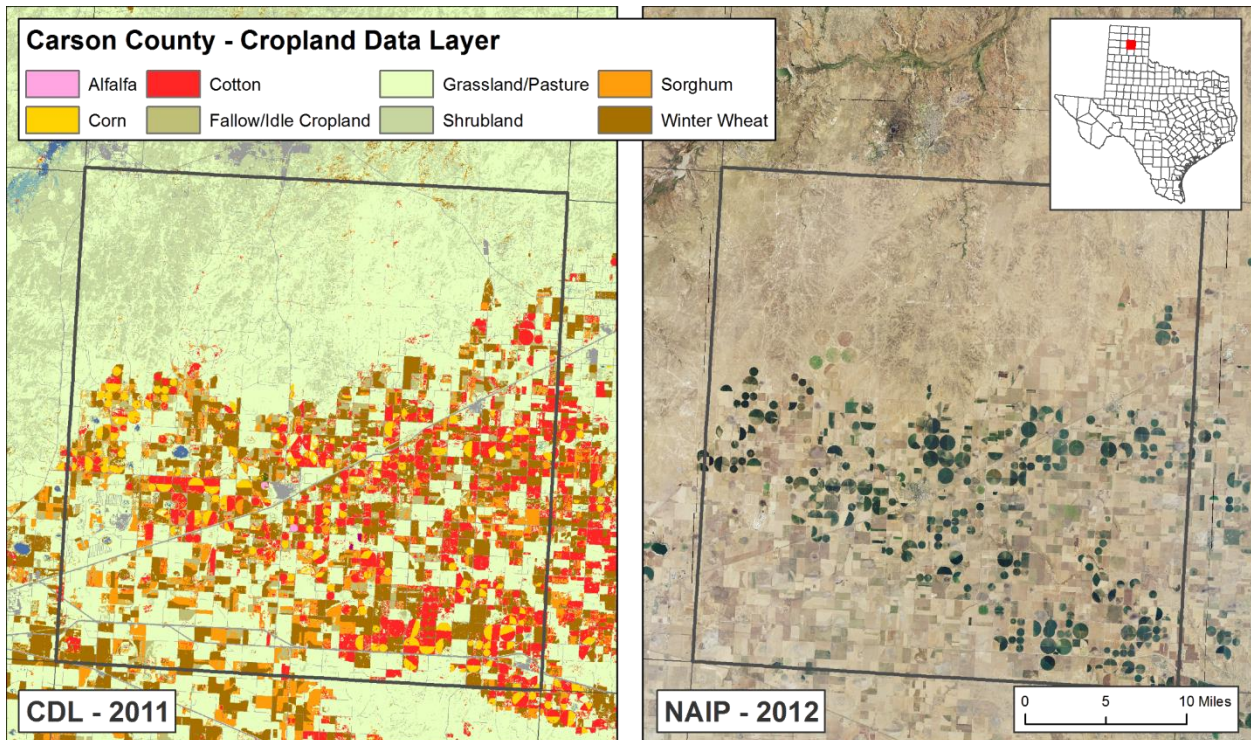 Carson County - Cropland Data Layer
Alfalfa Cotton Grassland/Pasture Sorghum
Corn Fallow/Idle Cropland Shrubland Winter Wheat
CDL - 2011
NAIP - 2012
0 5 10 Miles